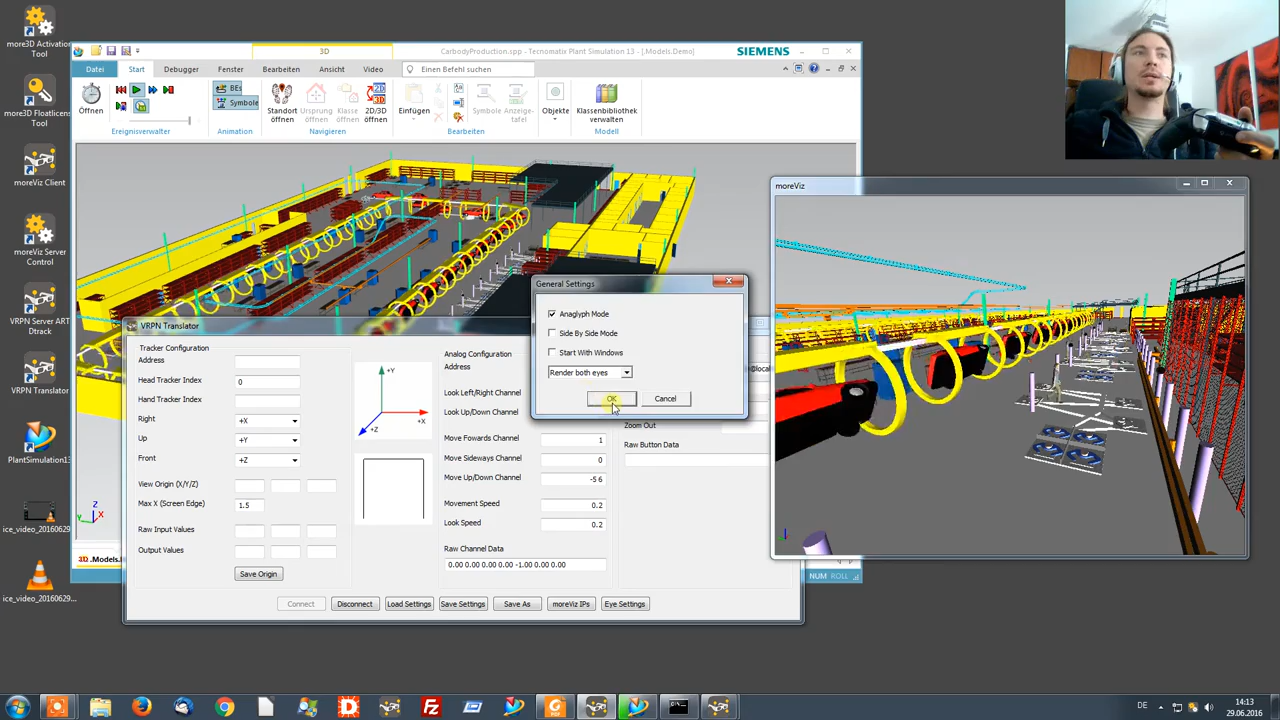 more3D Activation
Tool
more3D Floatlicens
Tool
moreViz Client
moreViz Server
Control
VRPN Server ART
Dtrack
VRPN Translator
PlantSimulation13
ice_video_20160629...
ice_video_20160629...
3D
CarbodyProduction.spp - Tecnomatix Plant Simulation 13 - [.Models.Demo]
SIEMENS
Datei
Start
Debugger
Fenster
Bearbeiten
Ansicht
Video
Einen Befehl suchen
Öffnen
Ereignisverwalter
BEs
Symbole
Animation
Standort
öffnen
Ursprung
öffnen
Klasse
öffnen
2D/3D
öffnen
Navigieren
Einfügen
Bearbeiten
Symbole
Anzeige-
tafel
Objekte
Klassenbibliothek
verwalten
Modell
3D .Models.D
NUM ROLL
VRPN Translator
Tracker Configuration
Address
Head Tracker Index
0
Hand Tracker Index
Right
+X
Up
+Y
Front
+Z
View Origin (X/Y/Z)
Max X (Screen Edge)
1.5
Raw Input Values
Output Values
Save Origin
+Y
+X
+Z
Analog Configuration
Address
Look Left/Right Channel
Look Up/Down Channel
Move Fowards Channel
1
Move Sideways Channel
0
Move Up/Down Channel
-5 6
Movement Speed
0.2
Look Speed
0.2
Raw Channel Data
0.00 0.00 0.00 0.00 -1.00 0.00 0.00
Zoom Out
Raw Button Data
Connect
Disconnect
Load Settings
Save Settings
Save As
moreViz IPs
Eye Settings
General Settings
Anaglyph Mode
Side By Side Mode
Start With Windows
Render both eyes
OK
Cancel
moreViz
DE
14:13
29.06.2016